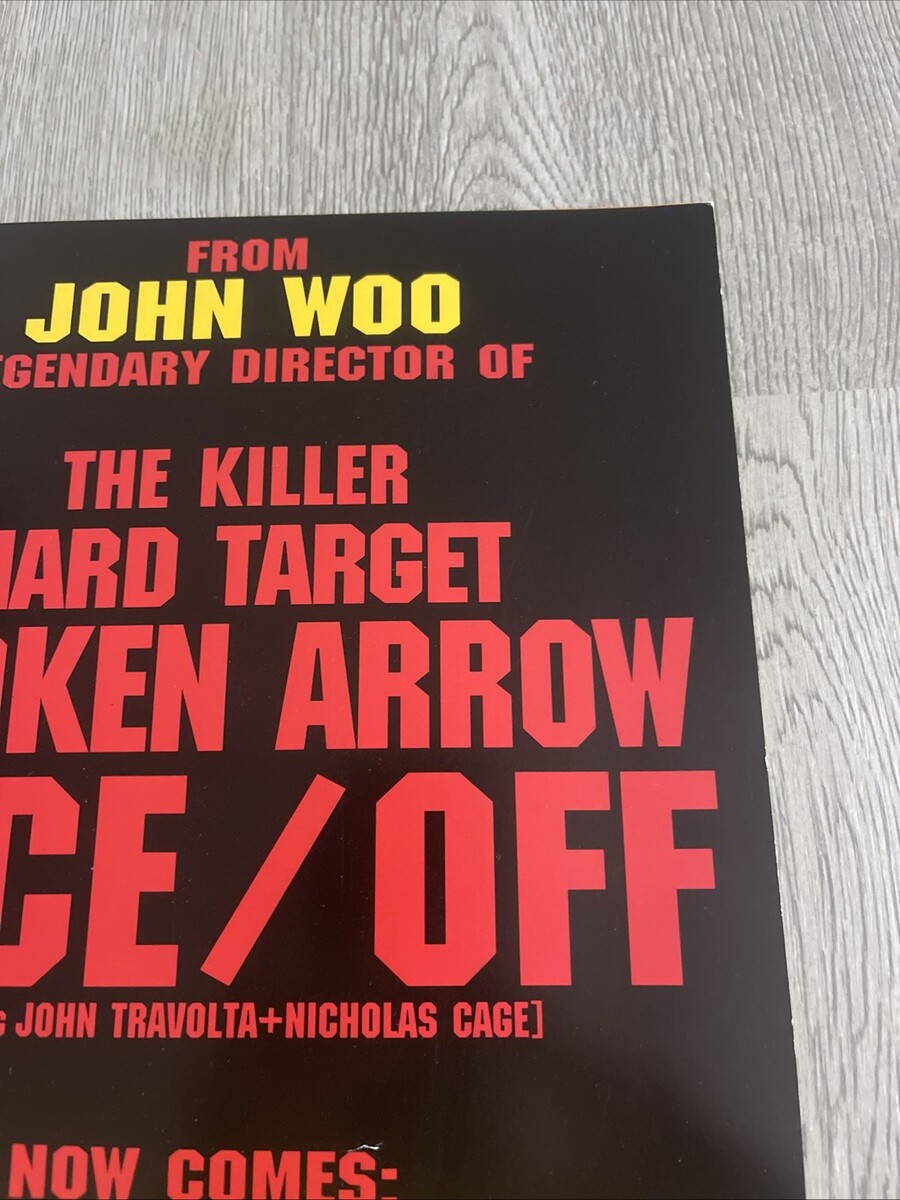 FROM
JOHN WOO
GENDARY DIRECTOR OF
THE KILLER
HARD TARGET
OKEN ARROW
CE/OFF
JOHN TRAVOLTA+NICHOLAS CAGE]
NOW COMES: